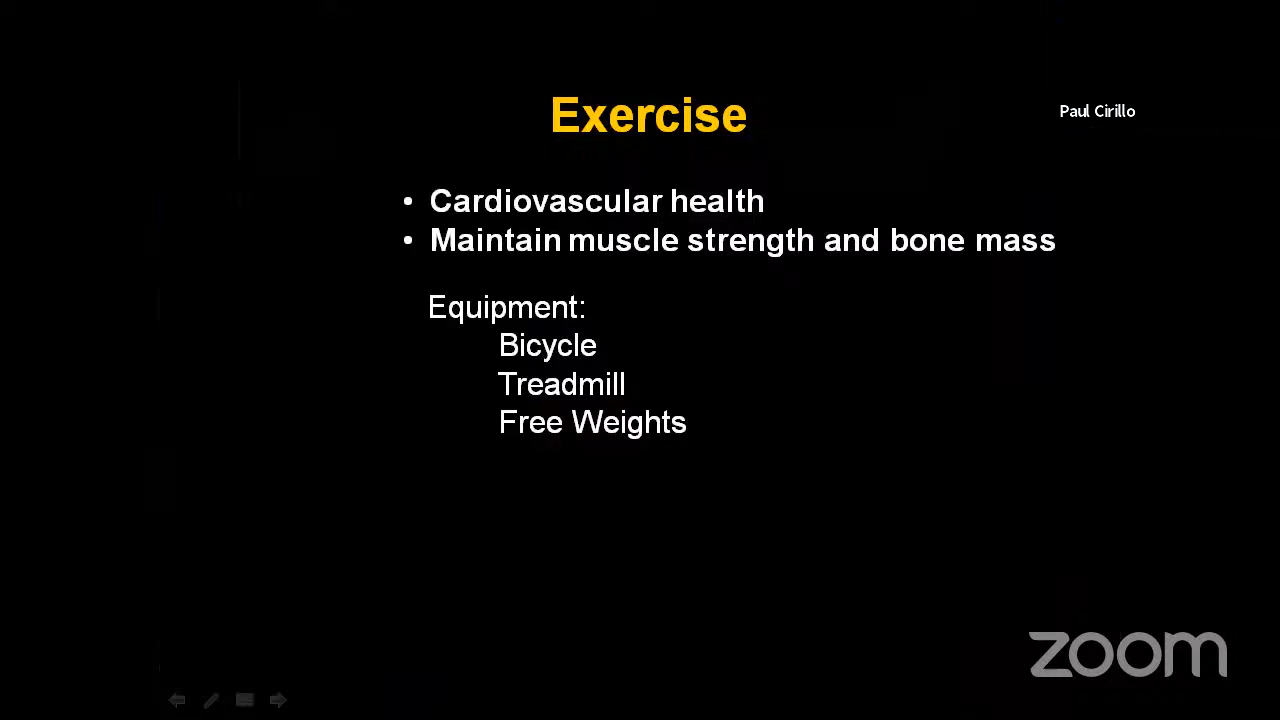 Exercise
Paul Cirillo
• Cardiovascular health
• Maintain muscle strength and bone mass
Equipment:
Bicycle
Treadmill
Free Weights
zoom